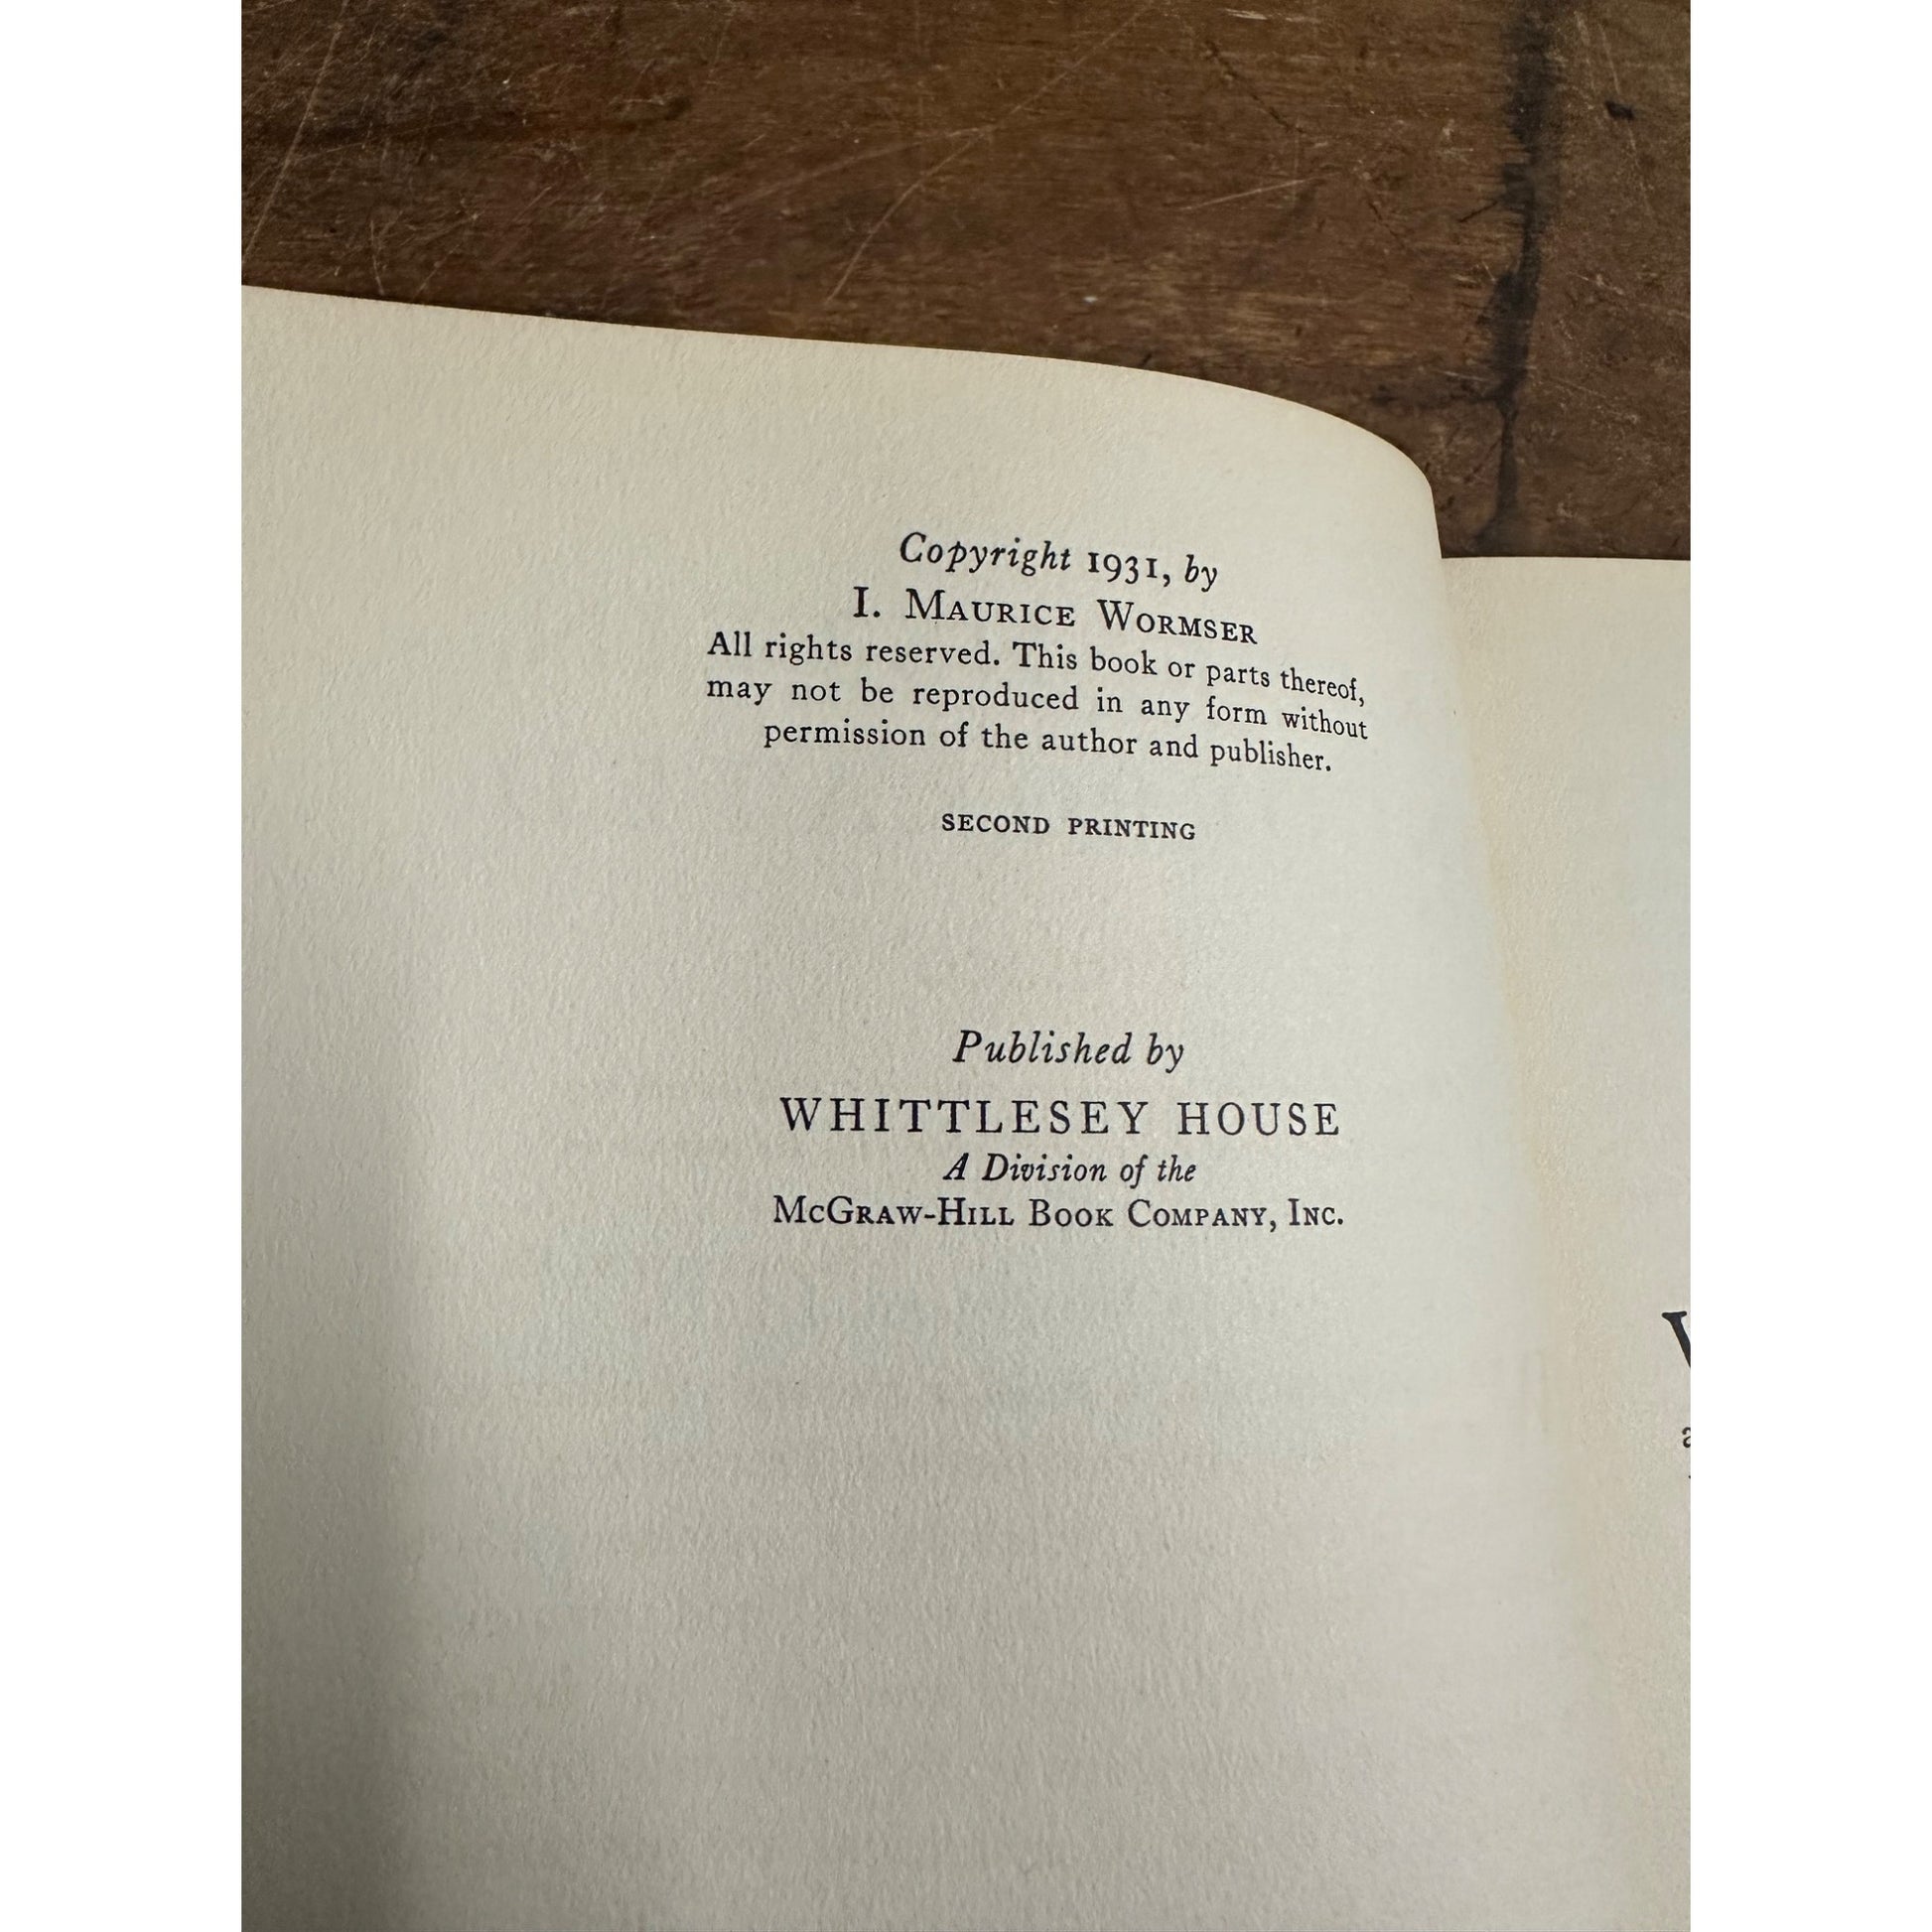 Copyright 1931, by
I. Maurice Wormser
All rights reserved. This book or parts thereof,
may not be reproduced in any form without
permission of the author and publisher.
SECOND PRINTING
Published by
WHITTLESEY HOUSE
A Division of the
McGraw-Hill Book Company, Inc.